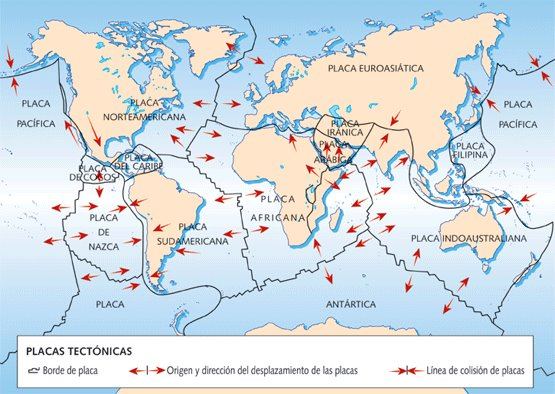 PLACA EUROASIÁTICA
PLACA
PACÍFICA
PLACA
NORTEAMERICANA
PLACA
IRÁNICA
PLACA
ARÁBIGA
PLACA
PACÍFICA
PLACA
FILIPINA
PLACA
DEL CARIBE
PLACA
DE COCOS
PLACA
DE
NAZCA
PLACA
SUDAMERICANA
PLACA
AFRICANA
PLACA INDOAUSTRALIANA
PLACA
ANTÁRTICA
PLACAS TECTÓNICAS
Borde de placa
Origen y dirección del desplazamiento de las placas
Línea de colisión de placas